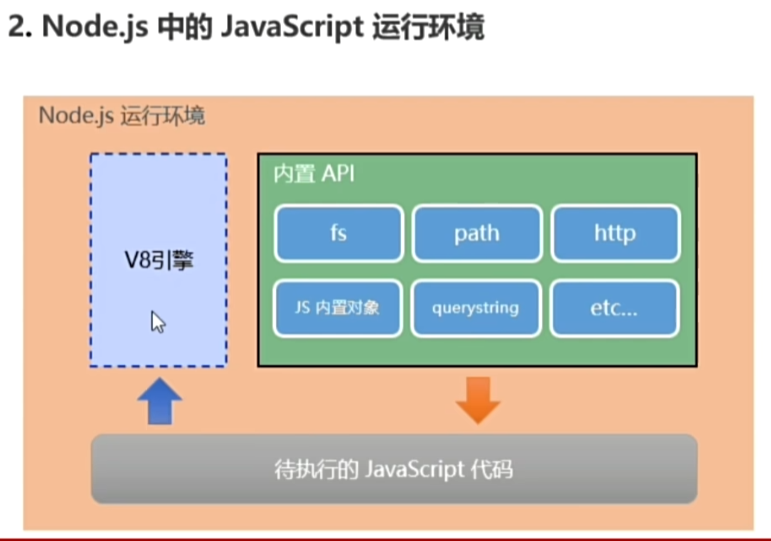 2. Node.js 中的 JavaScript 运行环境
Node.js 运行环境
V8引擎
内置 API
fs
path
http
JS 内置对象
querystring
etc...
待执行的 JavaScript 代码